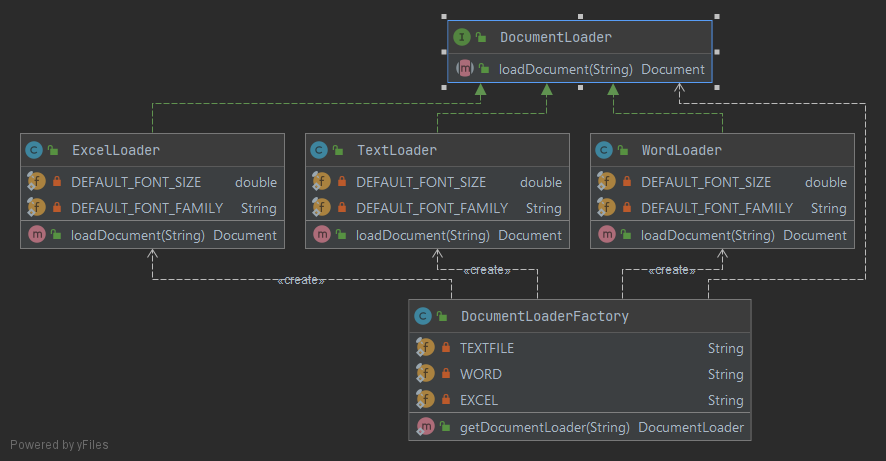 DocumentLoader
loadDocument(String) Document
ExcelLoader
DEFAULT_FONT_SIZE double
DEFAULT_FONT_FAMILY String
loadDocument(String) Document
TextLoader
DEFAULT_FONT_SIZE double
DEFAULT_FONT_FAMILY String
loadDocument(String) Document
WordLoader
DEFAULT_FONT_SIZE double
DEFAULT_FONT_FAMILY String
loadDocument(String) Document
«create»
«create»
«create»
DocumentLoaderFactory
TEXTFILE String
WORD String
EXCEL String
getDocumentLoader(String) DocumentLoader
Powered by yFiles